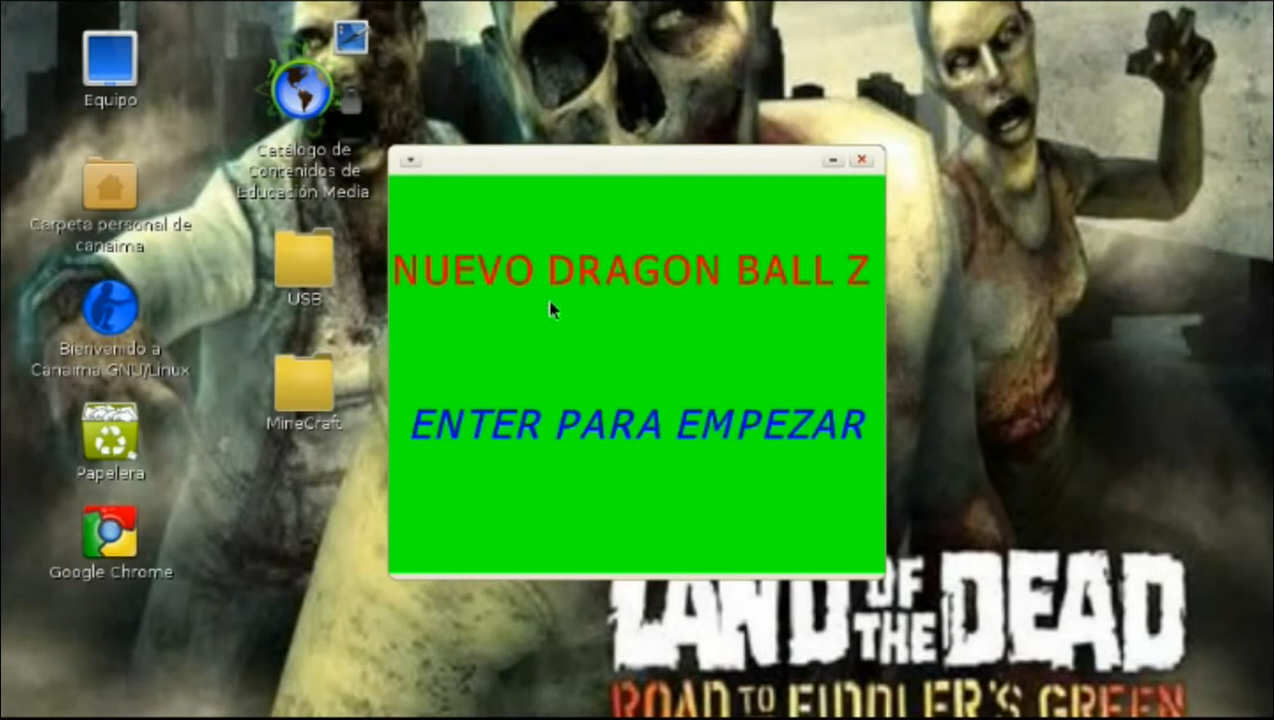 Equipo
Catálogo de
Contenidos de
Educación Media
Carpeta personal de
canaima
USB
Bienvenido a
Canaima GNU/Linux
MineCraft
Papelera
Google Chrome
NUEVO DRAGON BALL Z
ENTER PARA EMPEZAR
LAND OF THE DEAD
ROAD TO FIDDLER'S GREEN